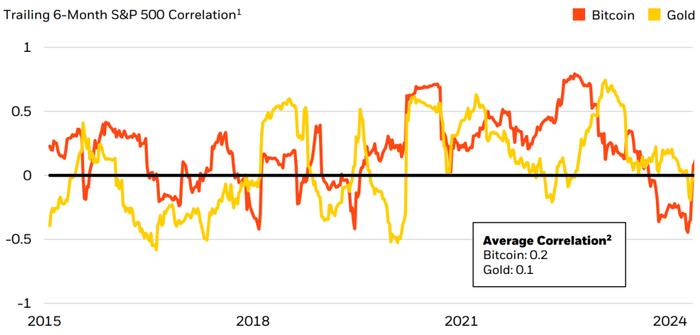 Trailing 6-Month S&P 500 Correlation¹
Bitcoin
Gold
1
0.5
0
-0.5
-1
Average Correlation²
Bitcoin: 0.2
Gold: 0.1
2015
2018
2021
2024